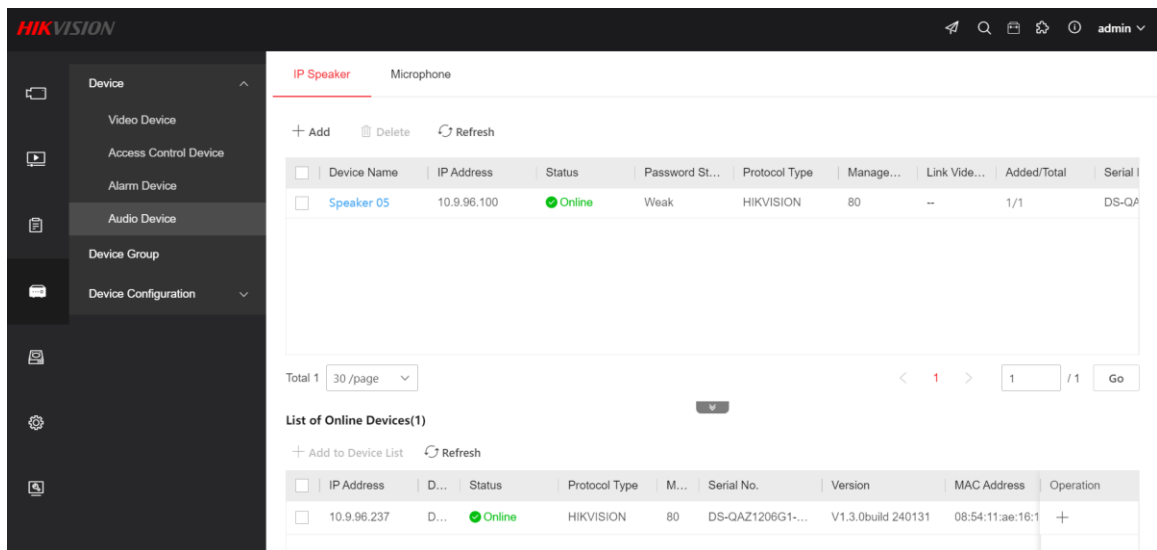 HIKVISION
admin
Device
Video Device
Access Control Device
Alarm Device
Audio Device
Device Group
Device Configuration
IP Speaker Microphone
+ Add Delete Refresh
Device Name IP Address Status Password St... Protocol Type Manage... Link Vide... Added/Total Serial
Speaker 05 10.9.96.100 Online Weak HIKVISION 80 -- 1/1 DS-QA
Total 1 30 /page < 1 > 1 / 1 Go
List of Online Devices(1)
+ Add to Device List Refresh
IP Address D... Status Protocol Type M... Serial No. Version MAC Address Operation
10.9.96.237 D... Online HIKVISION 80 DS-QAZ1206G1-... V1.3.0build 240131 08:54:11:ae:16:1 +